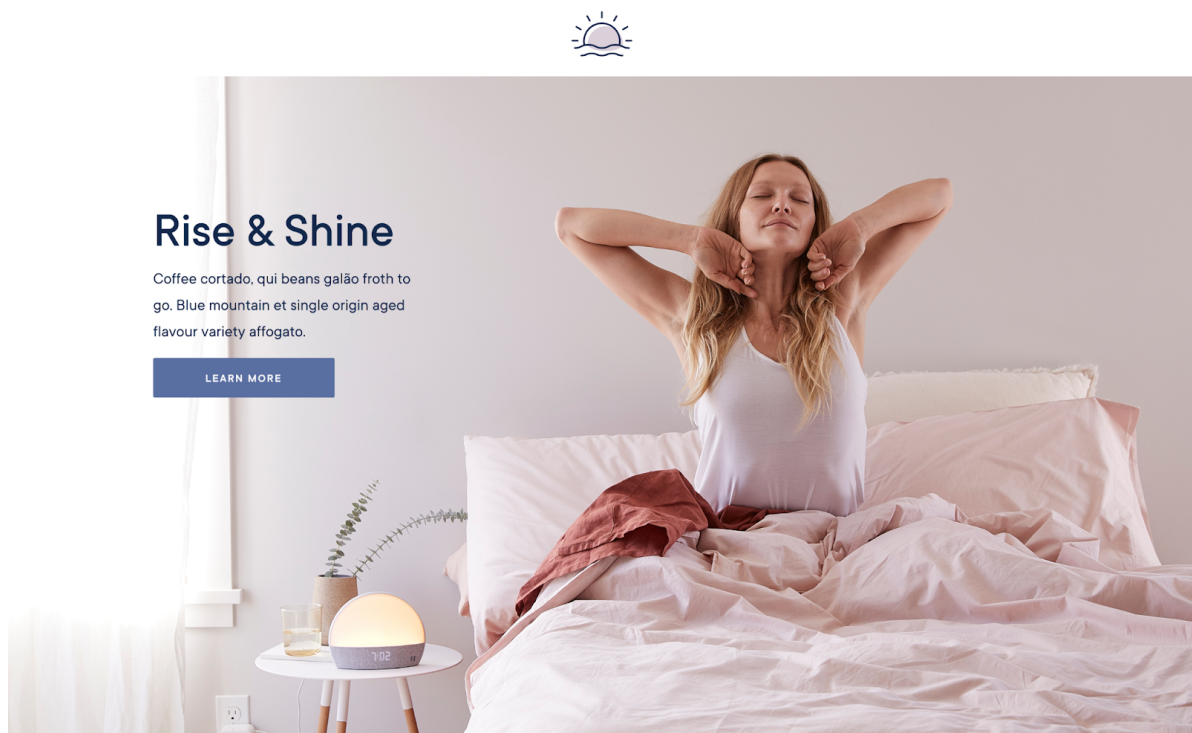 Rise & Shine
Coffee cortado, qui beans galão froth to
go. Blue mountain et single origin aged
flavour variety affogato.
LEARN MORE
7:02